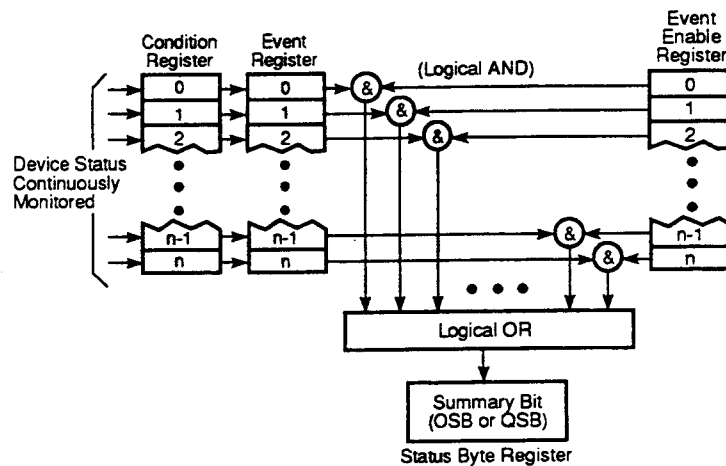 Condition
Register
Event
Register
Event
Enable
Register
(Logical AND)
0
0
&
0
1
1
&
1
2
2
&
2
Device Status
Continuously
Monitored
n-1
n-1
&
n-1
n
n
&
n
Logical OR
Summary Bit
(OSB or QSB)
Status Byte Register